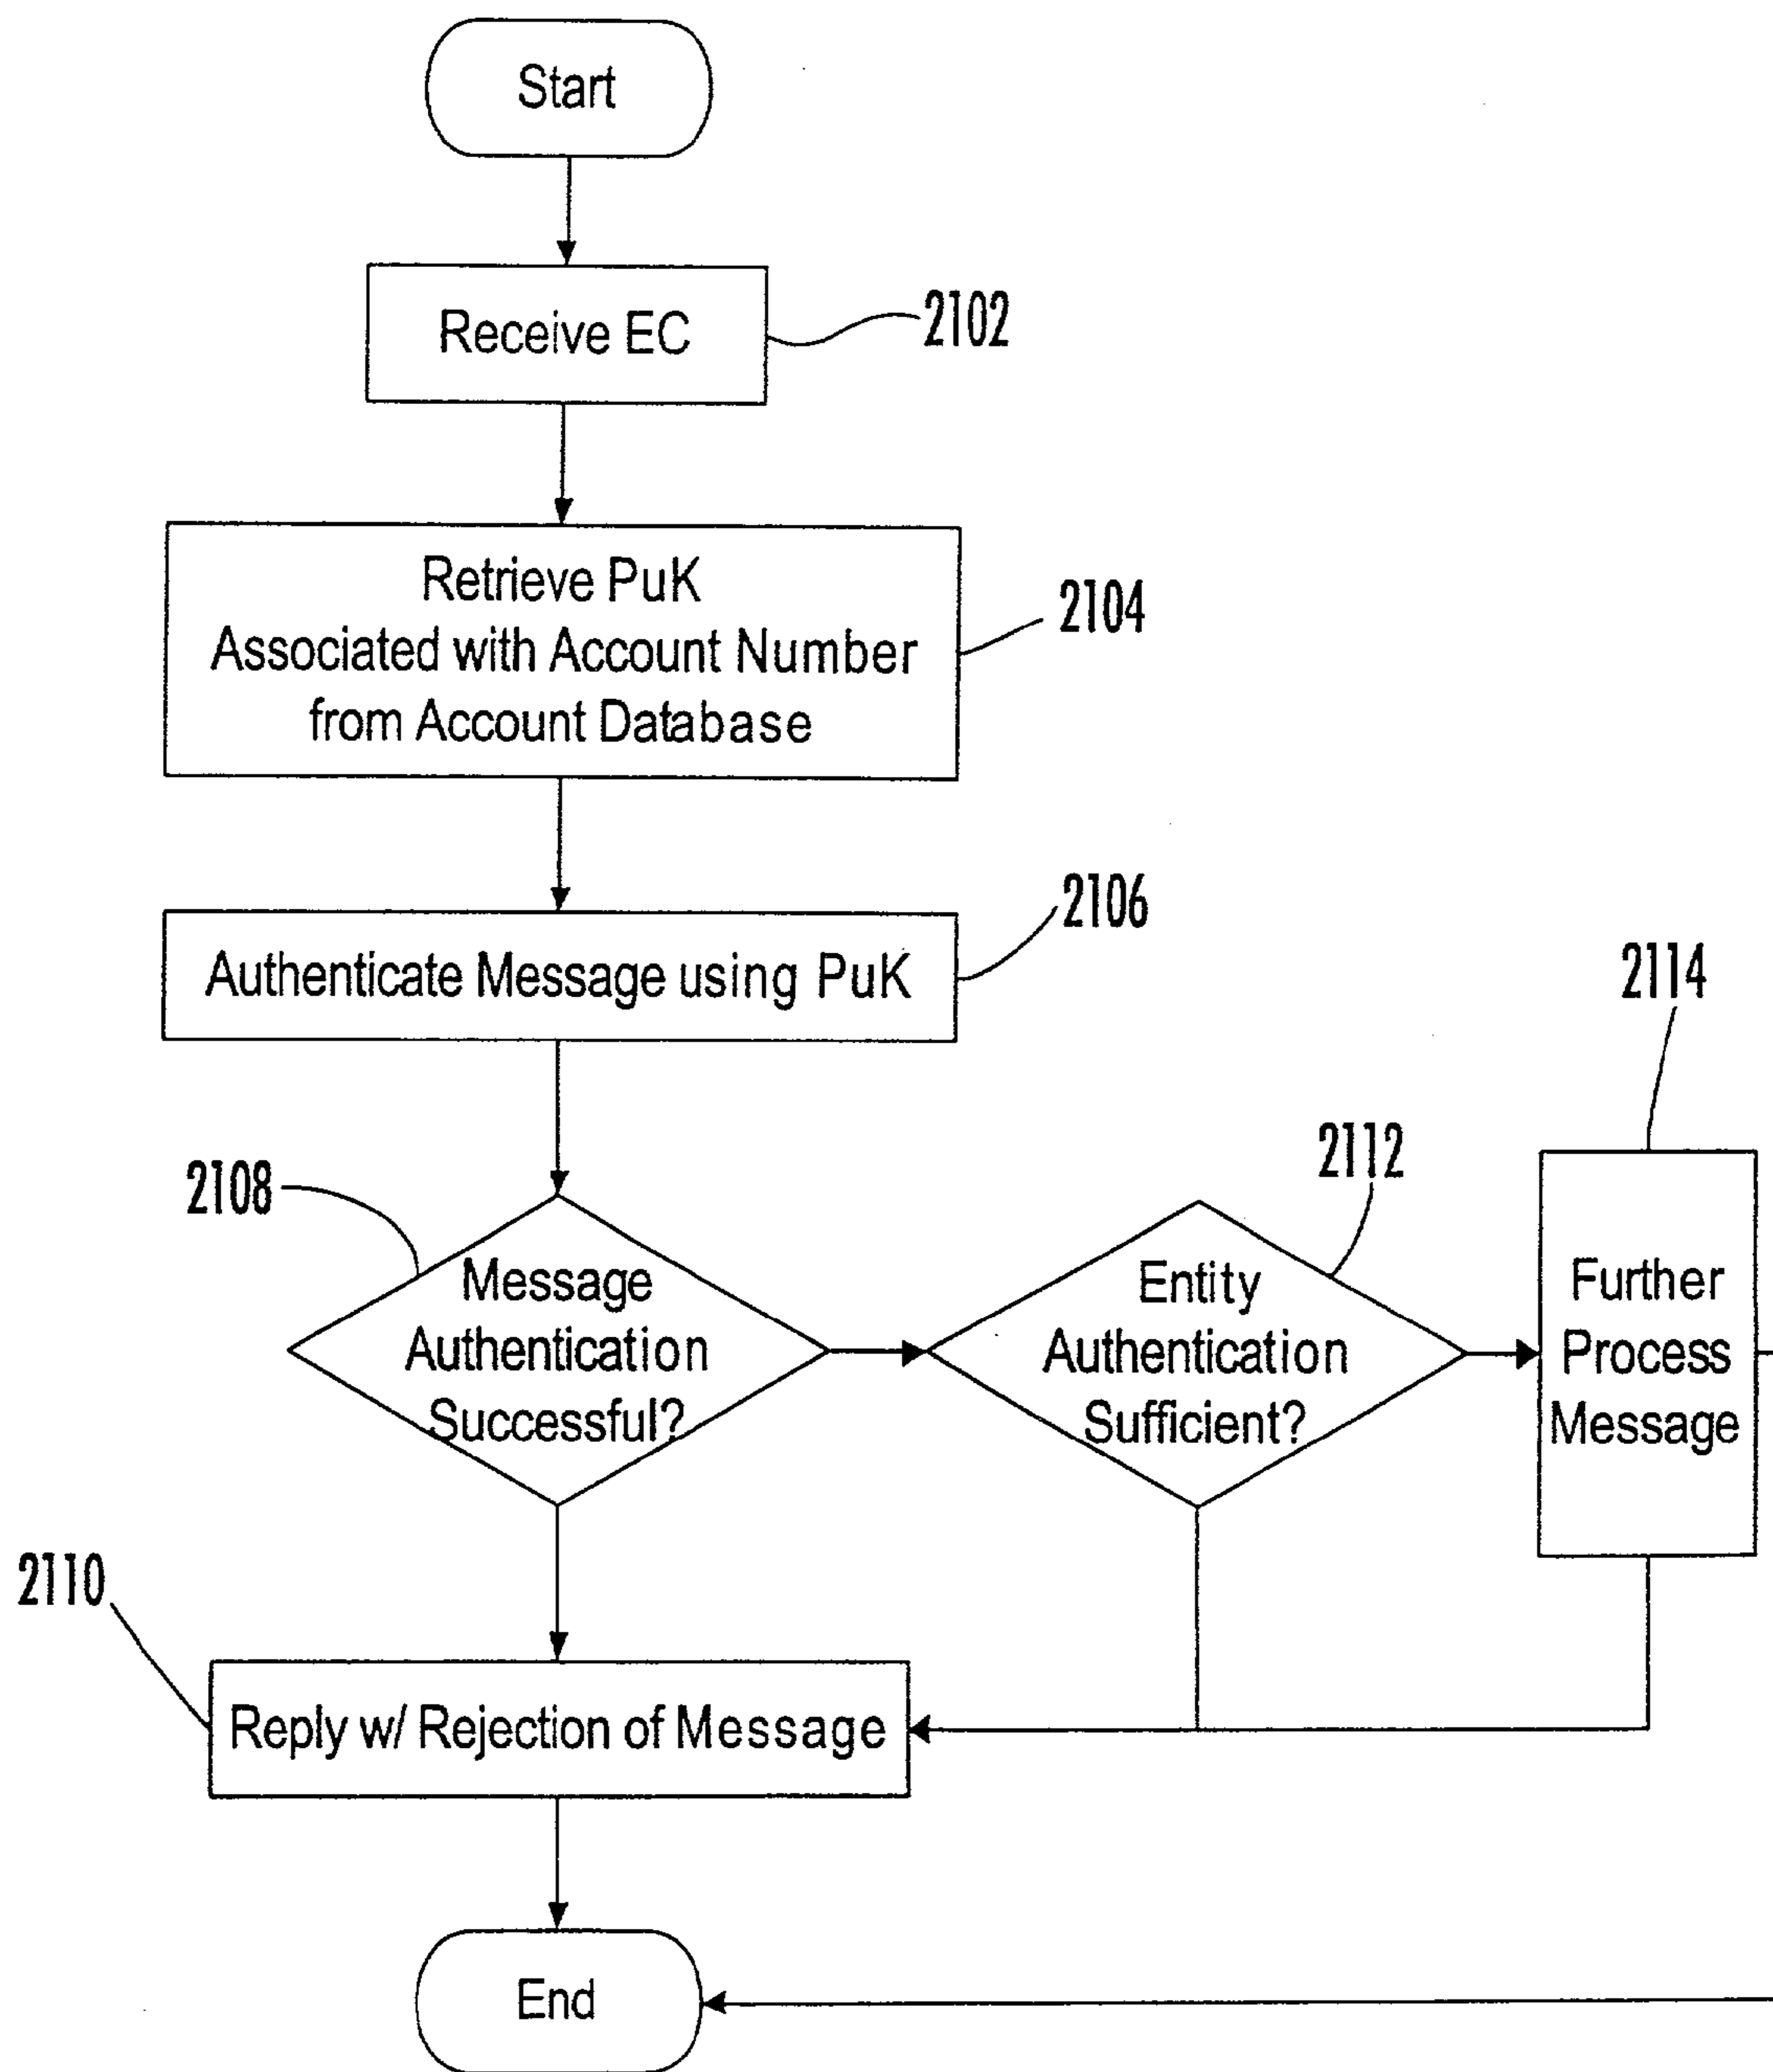 Start
Receive EC
2102
Retrieve PuK
Associated with Account Number
from Account Database
2104
Authenticate Message using PuK
2106
2108
Message
Authentication
Successful?
2112
Entity
Authentication
Sufficient?
2114
Further
Process
Message
2110
Reply w/ Rejection of Message
End